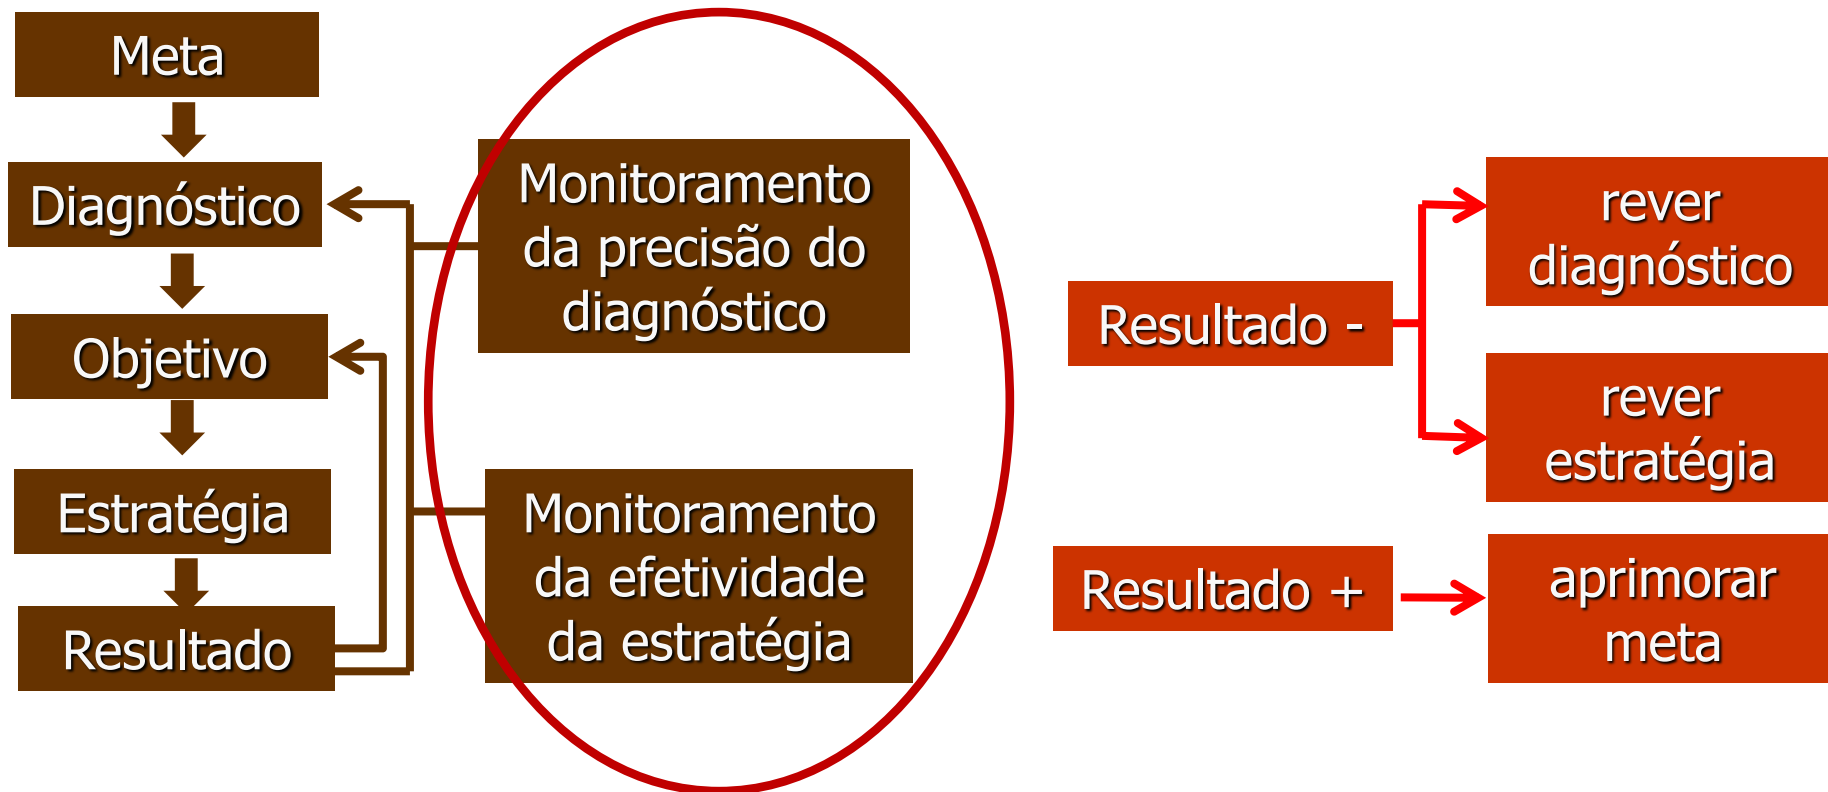 Meta
Diagnóstico
Objetivo
Estratégia
Resultado
Monitoramento
da precisão do
diagnóstico
Monitoramento
da efetividade
da estratégia
Resultado -
rever
diagnóstico
rever
estratégia
Resultado +
aprimorar
meta